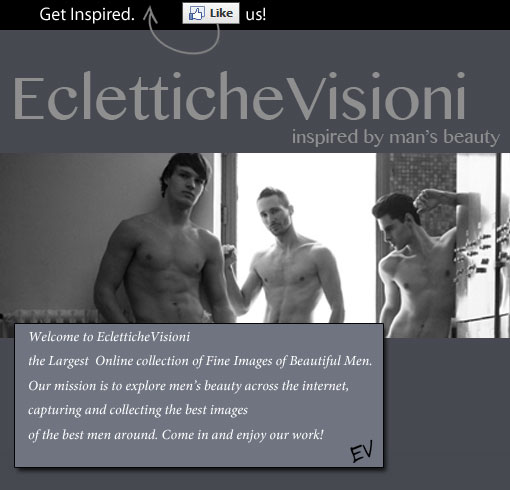 Get Inspired. Like us!
EcletticheVisioni
inspired by man's beauty
Welcome to EcletticheVisioni
the Largest Online collection of Fine Images of Beautiful Men.
Our mission is to explore men's beauty across the internet,
capturing and collecting the best images
of the best men around. Come in and enjoy our work!
EV